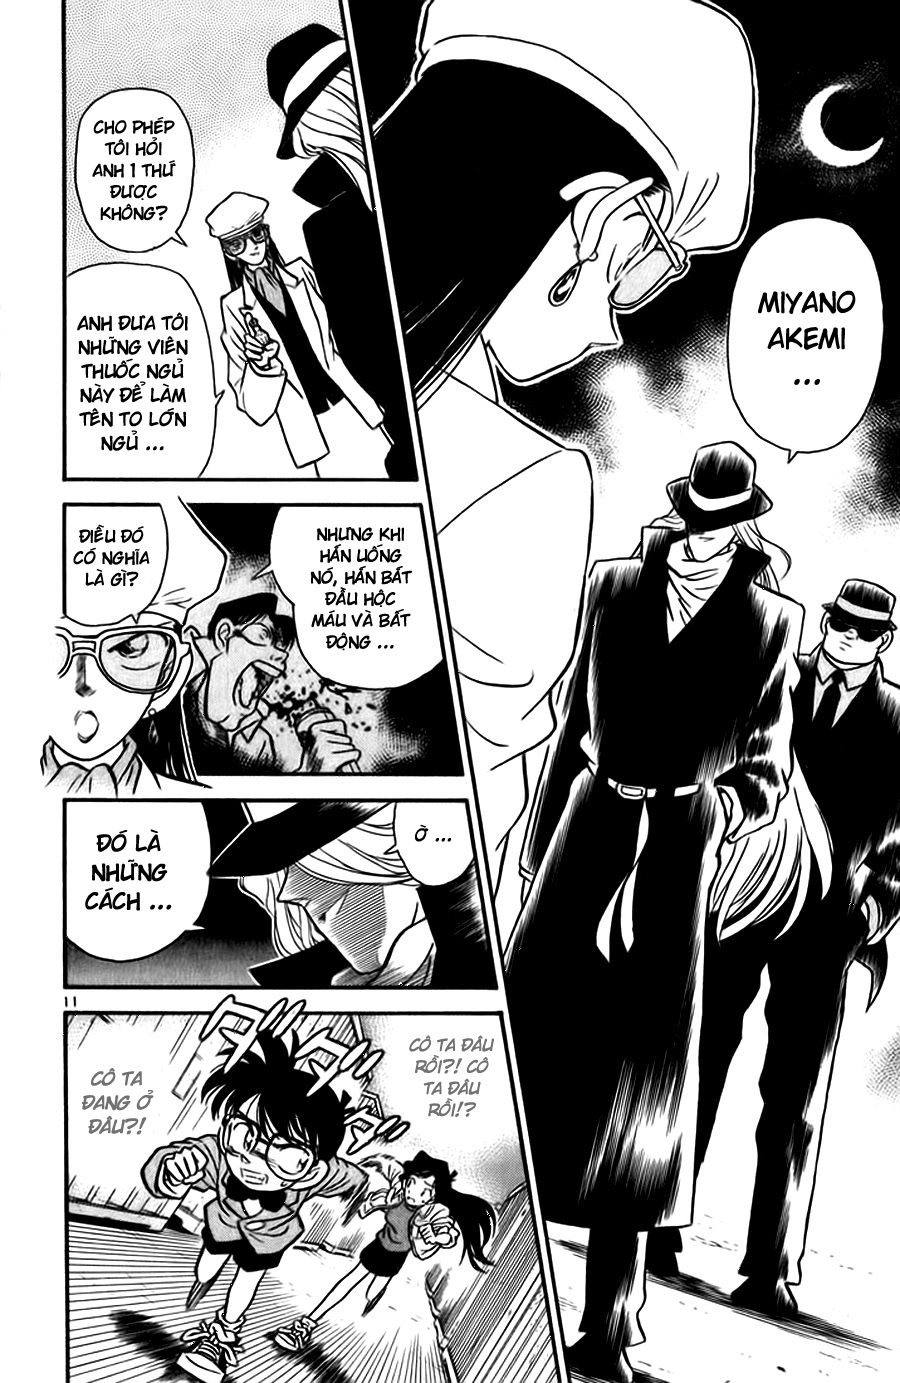 MIYANO
AKEMI
...
CHO PHÉP
TÔI HỎI
ANH 1 THỨ
ĐƯỢC
KHÔNG?
ANH ĐƯA TÔI
NHỮNG VIÊN
THUỐC NGỦ
NÀY ĐỂ LÀM
TÊN TO LỚN
NGỦ ...
NHƯNG KHI
HẮN UỐNG
NÓ, HẮN BẮT
ĐẦU HỘC
MÁU VÀ BẤT
ĐỘNG ...
ĐIỀU ĐÓ
CÓ NGHĨA
LÀ GÌ?
Ờ ...
ĐÓ LÀ
NHỮNG
CÁCH ...
11
CÔ TA ĐÂU
RỒI?! CÔ
TA ĐÂU
RỒI!?
CÔ TA
ĐANG Ở
ĐÂU?!